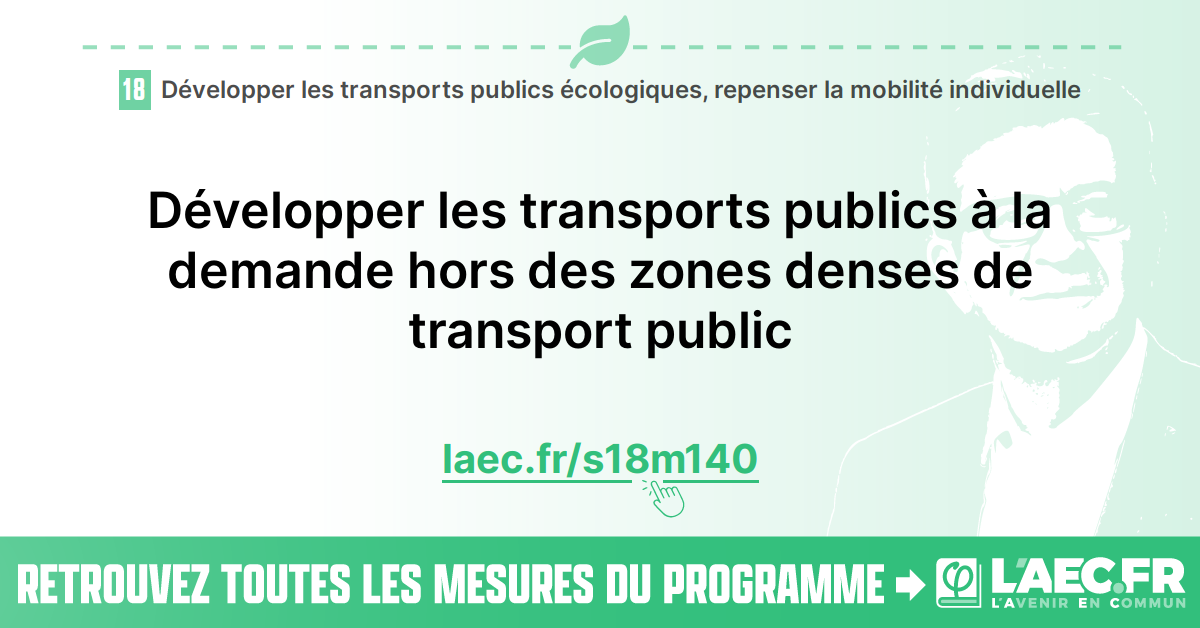 18 Développer les transports publics écologiques, repenser la mobilité individuelle
Développer les transports publics à la
demande hors des zones denses de
transport public
laec.fr/s18m140
RETROUVEZ TOUTES LES MESURES DU PROGRAMME
φ L'AEC.FR
L'AVENIR EN COMMUN